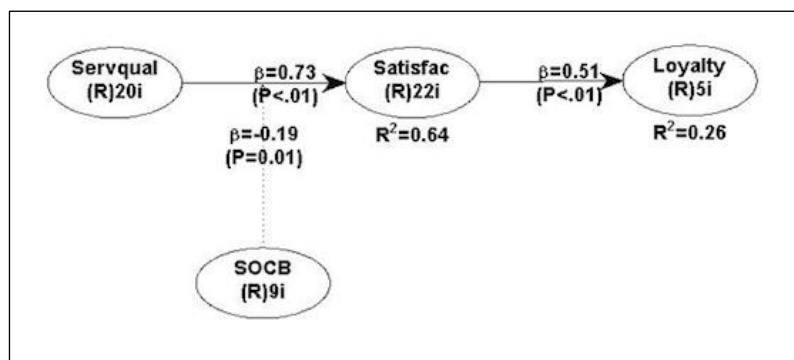 Servqual
(R)20i
β=0.73
(P<.01)
Satisfac
(R)22i
R²=0.64
β=0.51
(P<.01)
Loyalty
(R)5i
R²=0.26
β=-0.19
(P=0.01)
SOCB
(R)9i